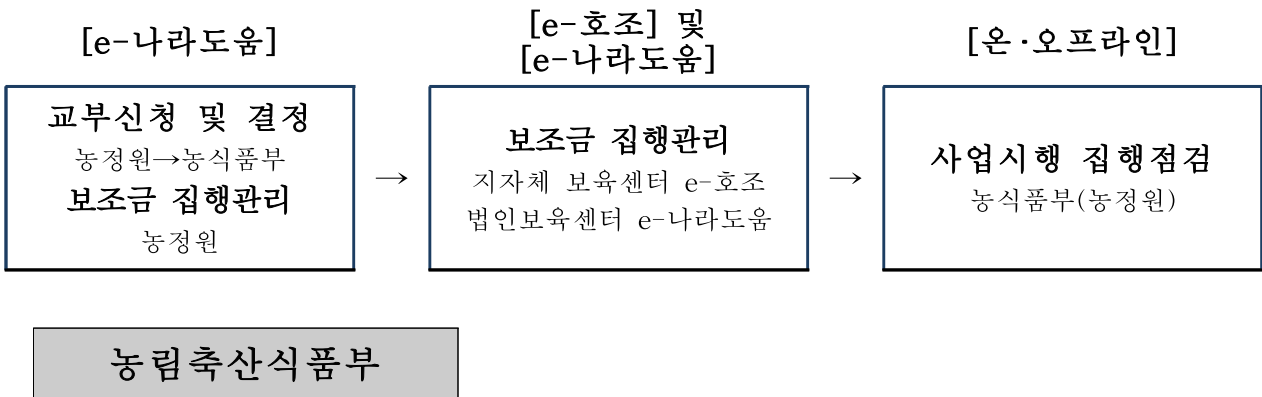 [e-나라도움]
교부신청 및 결정
농정원→농식품부
보조금 집행관리
농정원
→
[e-호조] 및
[e-나라도움]
보조금 집행관리
지자체 보육센터 e-호조
법인보육센터 e-나라도움
→
[온·오프라인]
사업시행 집행점검
농식품부(농정원)
농림축산식품부